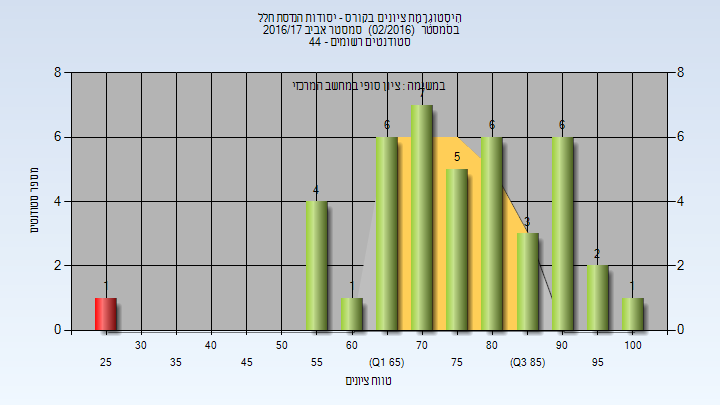 היסטוגרמת ציונים בקורס - יסודות הנדסת חלל
בסמסטר (02/2016) סמסטר אביב 2016/17
סטודנטים רשומים - 44
במשימה : ציון סופי במחשב המרכזי
מספר סטודנטים
8
6
4
2
0
8
6
4
2
0
1
4
1
6
7
5
6
3
6
2
1
30 40 50 60 70 80 90 100
25 35 45 55 (Q1 65) 75 (Q3 85) 95
טווח ציונים